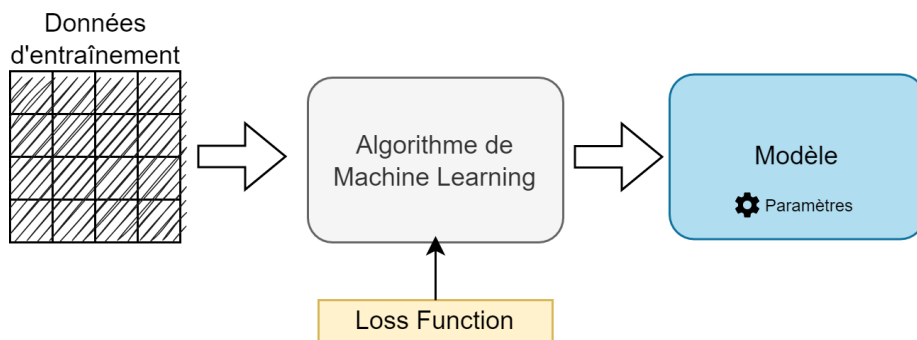 Données
d'entraînement
Algorithme de
Machine Learning
Modèle
Paramètres
Loss Function